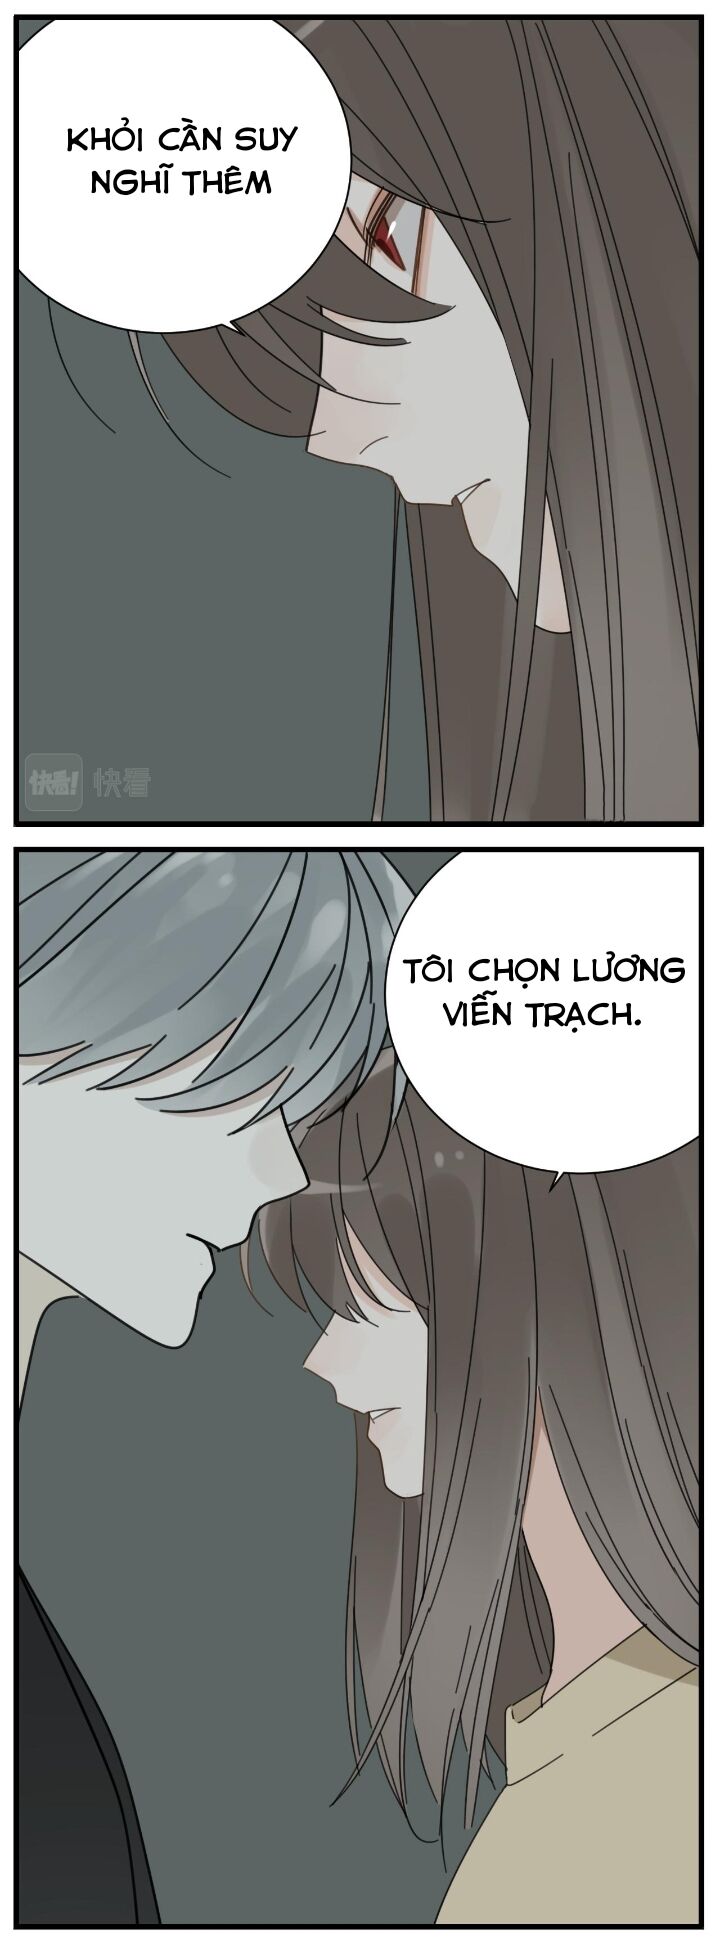 KHỎI CẦN SUY
NGHĨ THÊM
快看! 快看
TÔI CHỌN LƯƠNG
VIỄN TRẠCH.